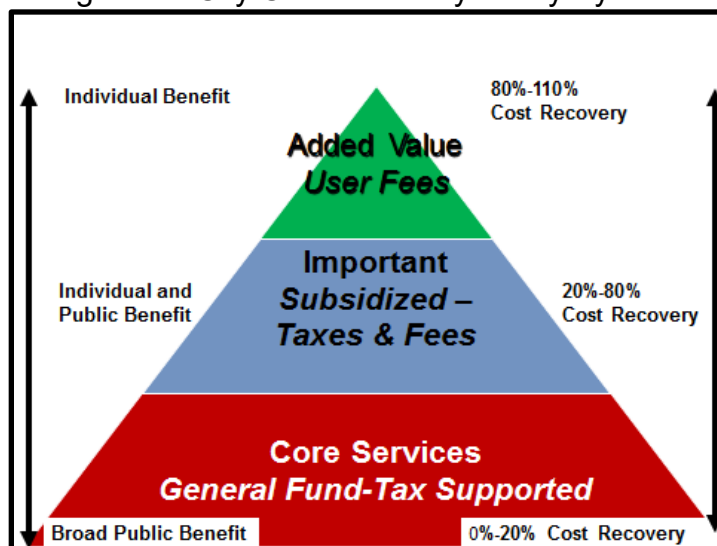 Individual Benefit
80%-110%
Cost Recovery
Added Value
User Fees
Individual and
Public Benefit
Important
Subsidized –
Taxes & Fees
20%-80%
Cost Recovery
Core Services
General Fund-Tax Supported
Broad Public Benefit
0%-20% Cost Recovery